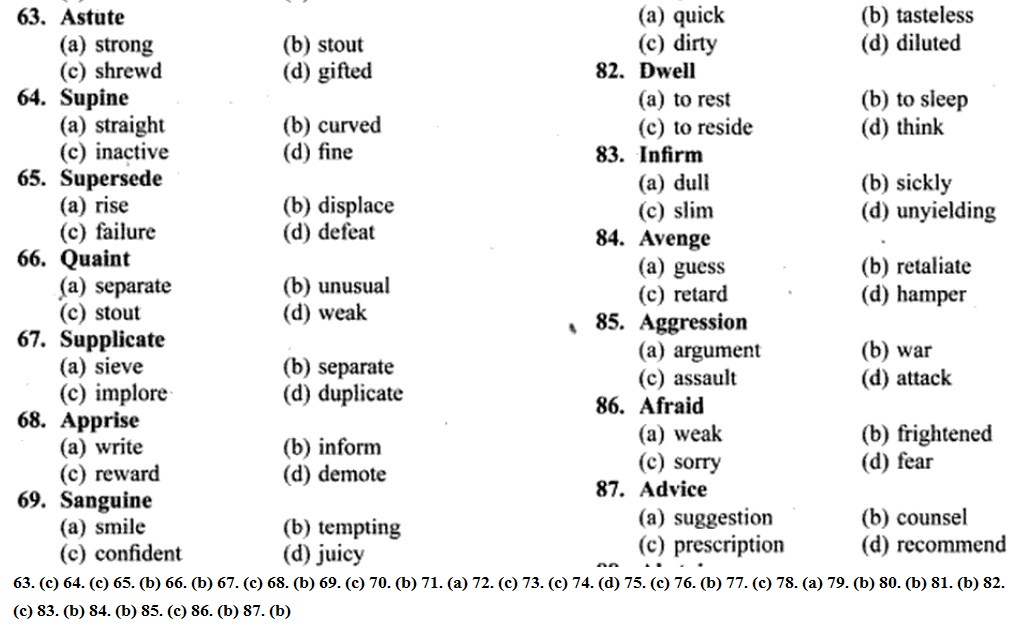 63. Astute
(a) strong (b) stout
(c) shrewd (d) gifted
64. Supine
(a) straight (b) curved
(c) inactive (d) fine
65. Supersede
(a) rise (b) displace
(c) failure (d) defeat
66. Quaint
(a) separate (b) unusual
(c) stout (d) weak
67. Supplicate
(a) sieve (b) separate
(c) implore (d) duplicate
68. Apprise
(a) write (b) inform
(c) reward (d) demote
69. Sanguine
(a) smile (b) tempting
(c) confident (d) juicy
(a) quick (b) tasteless
(c) dirty (d) diluted
82. Dwell
(a) to rest (b) to sleep
(c) to reside (d) think
83. Infirm
(a) dull (b) sickly
(c) slim (d) unyielding
84. Avenge
(a) guess (b) retaliate
(c) retard (d) hamper
85. Aggression
(a) argument (b) war
(c) assault (d) attack
86. Afraid
(a) weak (b) frightened
(c) sorry (d) fear
87. Advice
(a) suggestion (b) counsel
(c) prescription (d) recommend
63. (c) 64. (c) 65. (b) 66. (b) 67. (c) 68. (b) 69. (c) 70. (b) 71. (a) 72. (c) 73. (c) 74. (d) 75. (c) 76. (b) 77. (c) 78. (a) 79. (b) 80. (b) 81. (b) 82.
(c) 83. (b) 84. (b) 85. (c) 86. (b) 87. (b)